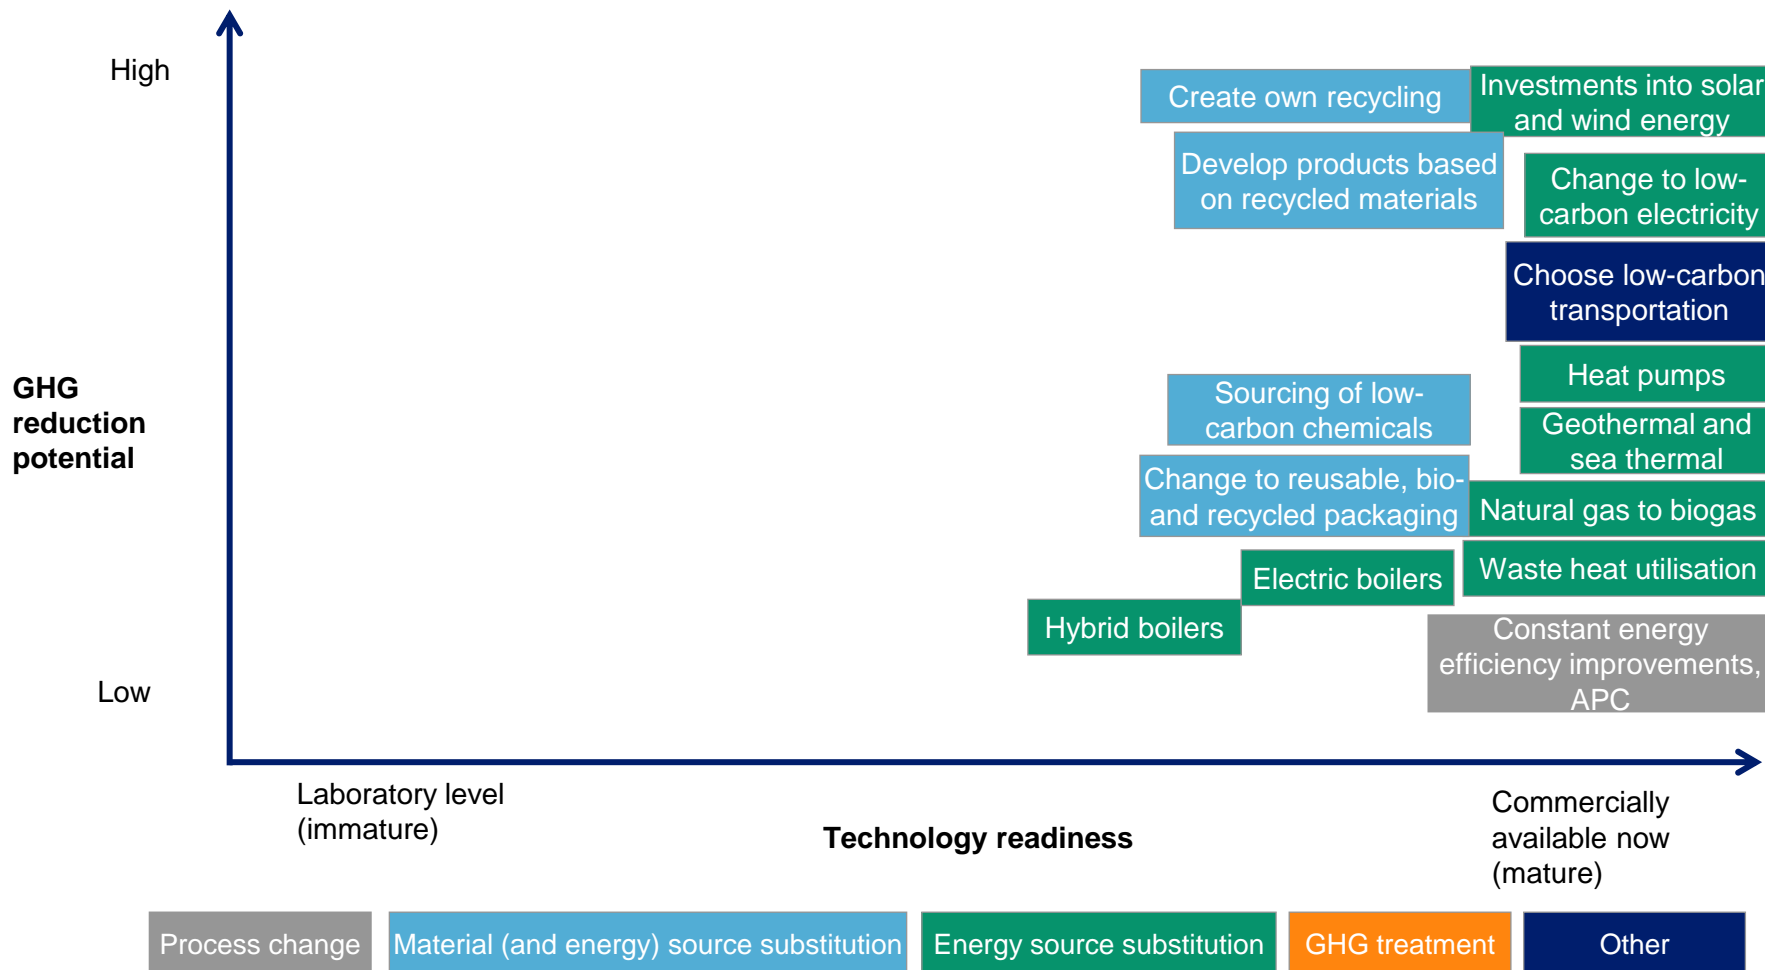 High
Create own recycling
Investments into solar
and wind energy
Develop products based
on recycled materials
Change to low-
carbon electricity
Choose low-carbon
transportation
GHG
reduction
potential
Heat pumps
Sourcing of low-
carbon chemicals
Geothermal and
sea thermal
Change to reusable, bio-
and recycled packaging
Natural gas to biogas
Electric boilers
Waste heat utilisation
Hybrid boilers
Constant energy
efficiency improvements,
APC
Low
Laboratory level
(immature)
Technology readiness
Commercially
available now
(mature)
Process change
Material (and energy) source substitution
Energy source substitution
GHG treatment
Other